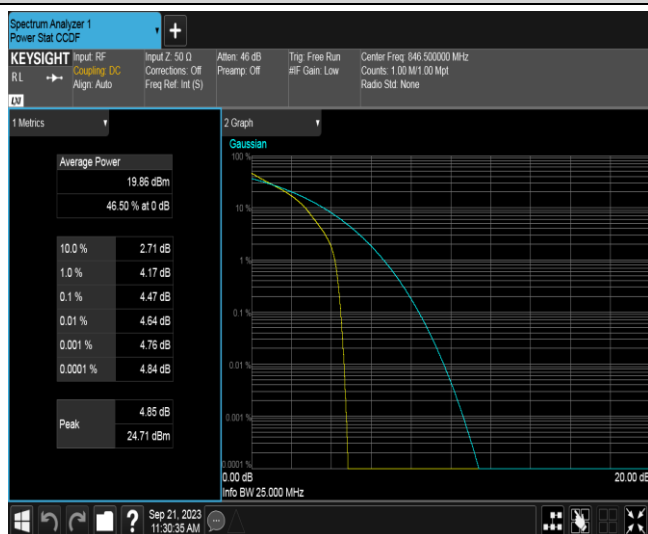 Spectrum Analyzer 1
Power Stat CCDF
+
KEYSIGHT
RL
LXI
Input: RF
Coupling: DC
Align: Auto
Input Z: 50 Ω
Corrections: Off
Freq Ref: Int (S)
Atten: 46 dB
Preamp: Off
Trig: Free Run
#IF Gain: Low
Center Freq: 846.500000 MHz
Counts: 1.00 M/1.00 Mpt
Radio Std: None
1 Metrics
Average Power
19.86 dBm
46.50 % at 0 dB
10.0 % 2.71 dB
1.0 % 4.17 dB
0.1 % 4.47 dB
0.01 % 4.64 dB
0.001 % 4.76 dB
0.0001 % 4.84 dB
Peak
4.85 dB
24.71 dBm
2 Graph
Gaussian
100 %
10 %
1 %
0.1 %
0.01 %
0.001 %
0.0001 %
0.00 dB 20.00 dB
Info BW 25.000 MHz
?
Sep 21, 2023
11:30:35 AM